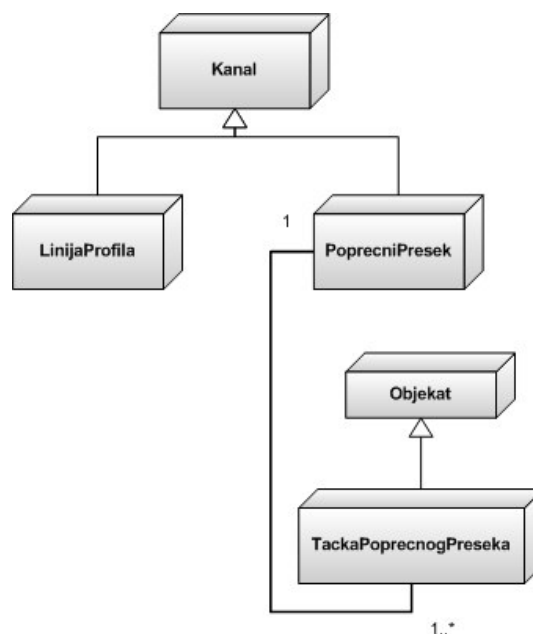 Kanal
LinijaProfila
1
PoprecniPresek
Objekat
TackaPoprecnogPreseka
1..*